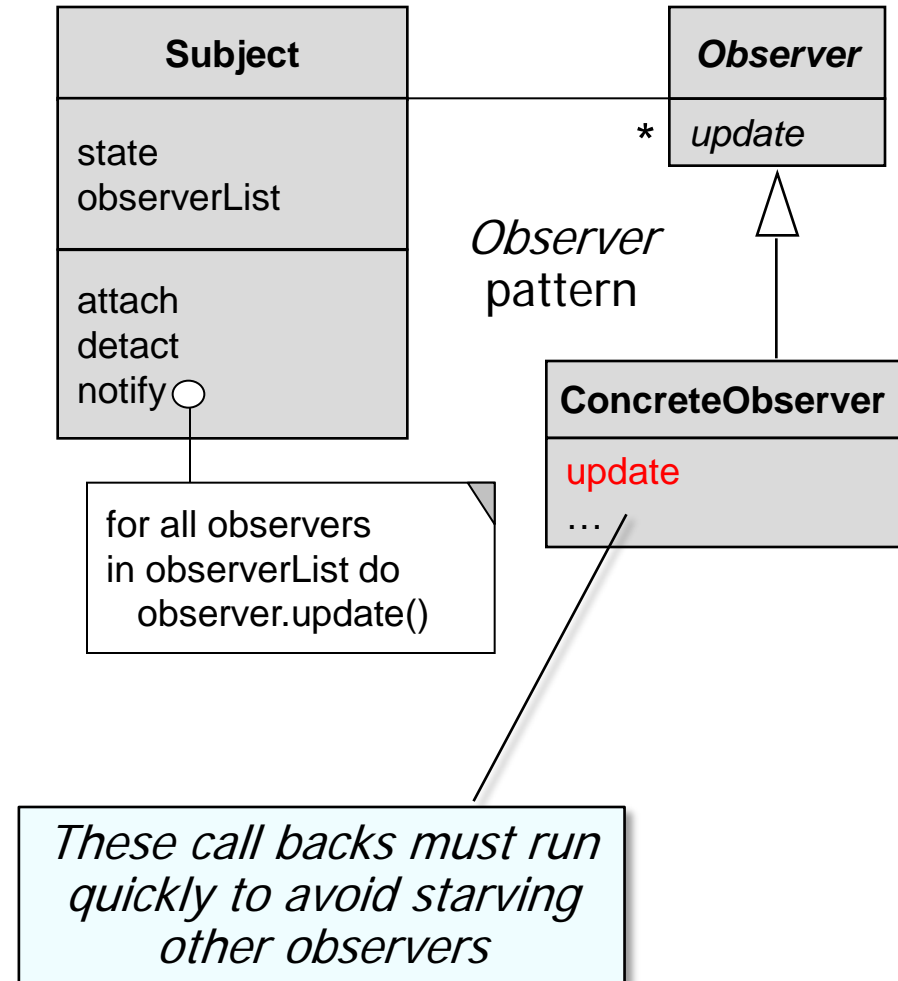 Subject
state
observerList
attach
detact
notify
for all observers
in observerList do
observer.update()
Observer
*
update
Observer
pattern
ConcreteObserver
update
…
These call backs must run
quickly to avoid starving
other observers